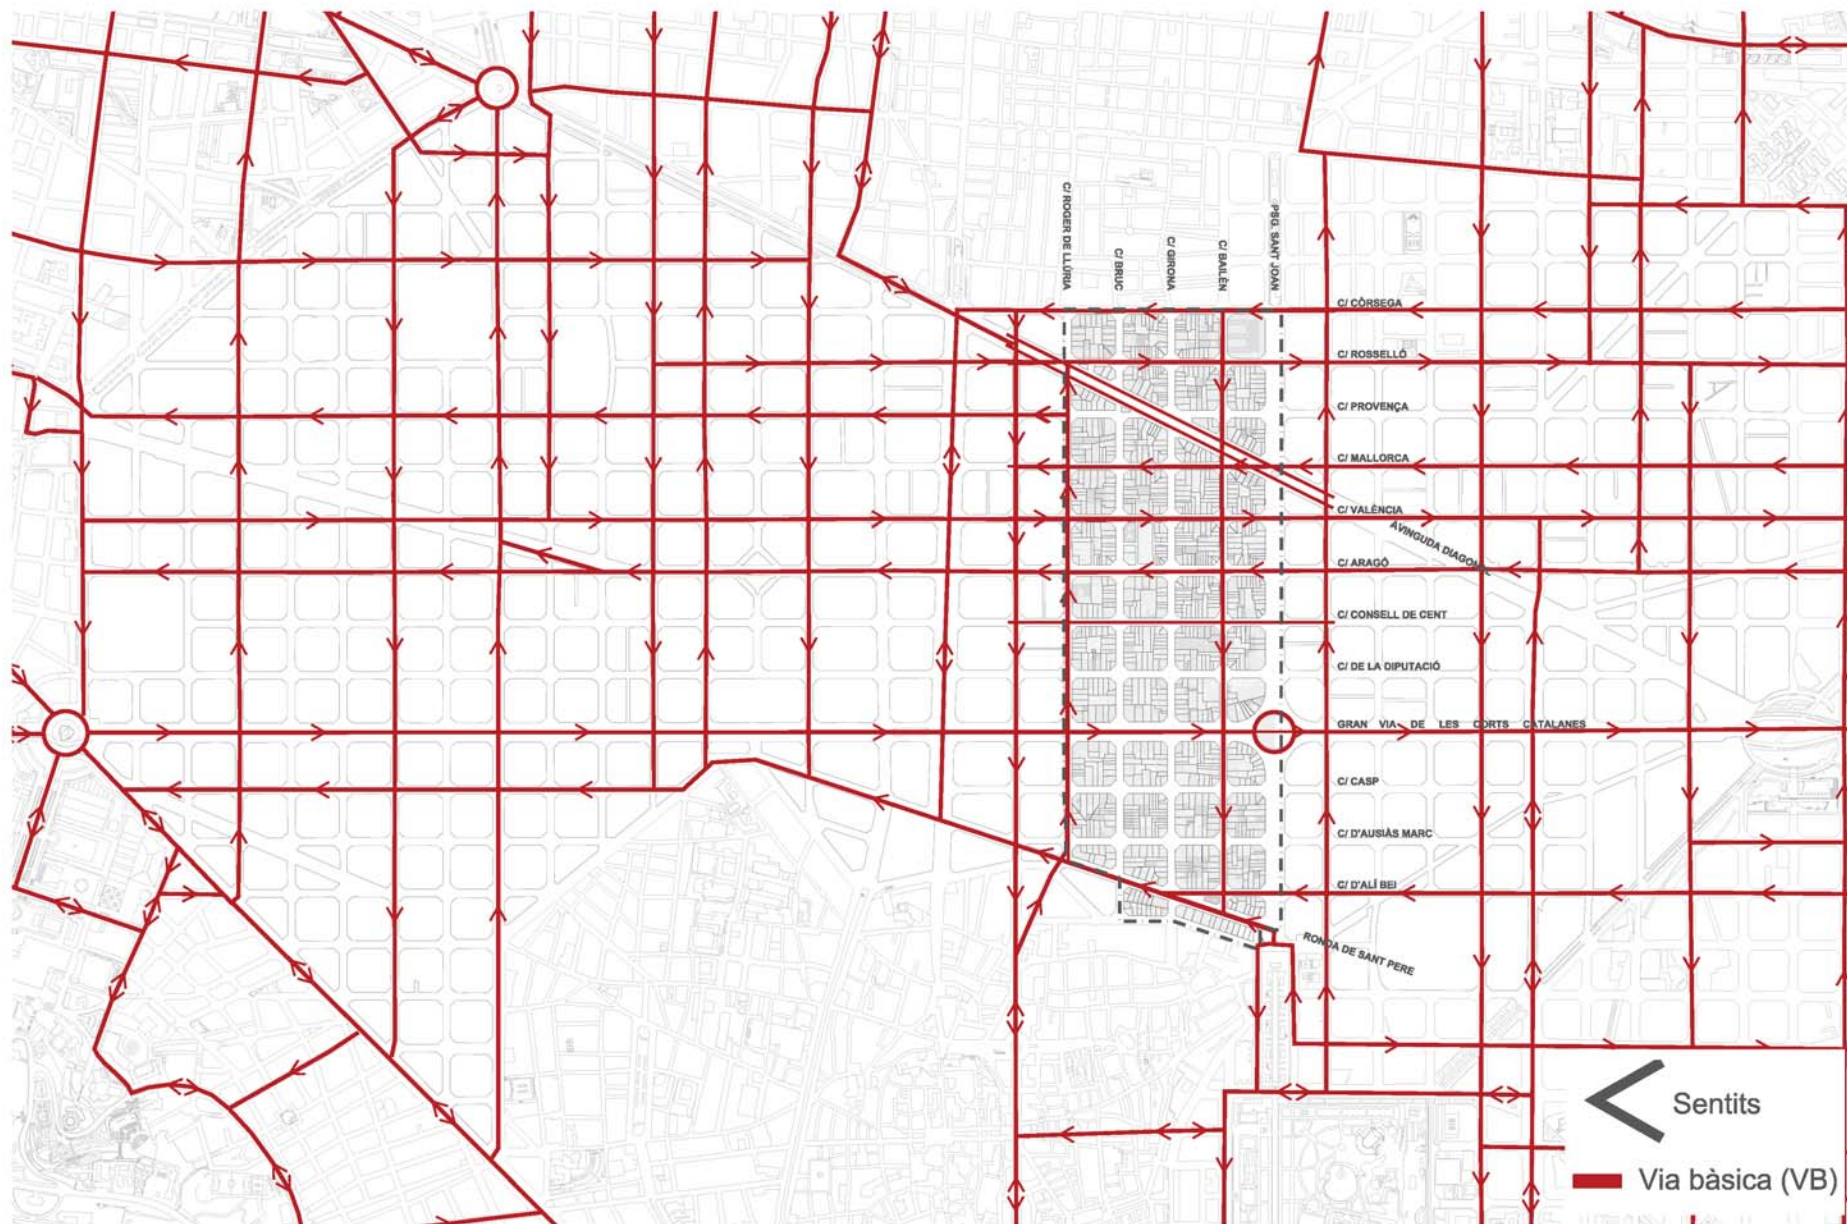 C/ ROGER DE LLÚRIA
C/ BRUC
C/ GIRONA
C/ BAILÈN
PSG. SANT JOAN
C/ CÒRSEGA
C/ ROSSELLÓ
C/ PROVENÇA
C/ MALLORCA
C/ VALÈNCIA
AVINGUDA DIAGONAL
C/ ARAGÓ
C/ CONSELL DE CENT
C/ DE LA DIPUTACIÓ
GRAN VIA DE LES CORTS CATALANES
C/ CASP
C/ D'AUSIÀS MARC
C/ D'ALÍ BEI
RONDA DE SANT PERE
Sentits
Via bàsica (VB)